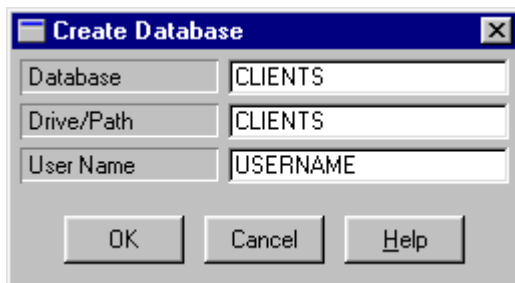 Create Database
Database CLIENTS
Drive/Path CLIENTS
User Name USERNAME
OK Cancel Help